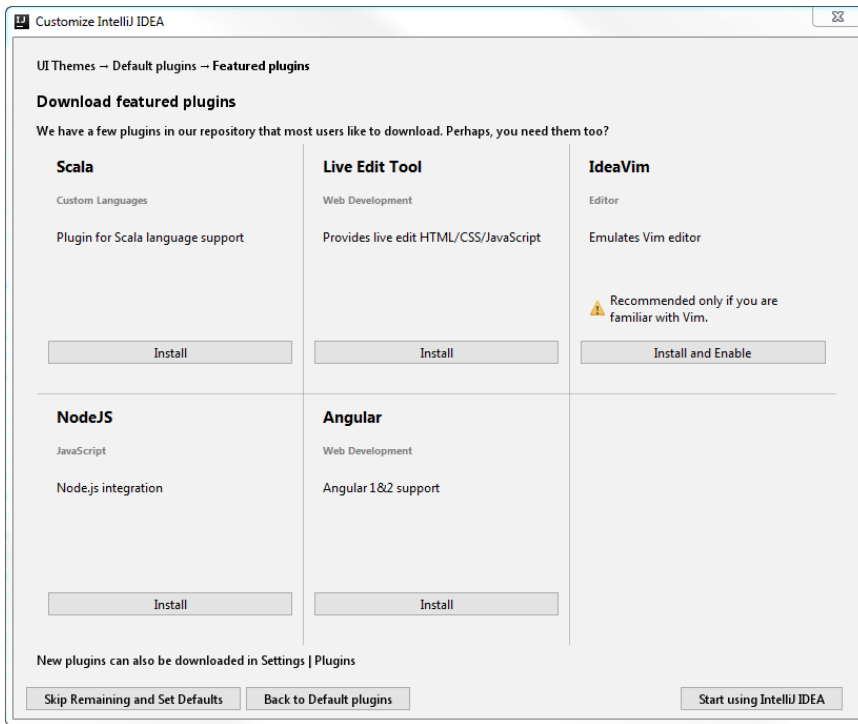 IJ
Customize IntelliJ IDEA
UI Themes → Default plugins → Featured plugins
Download featured plugins
We have a few plugins in our repository that most users like to download. Perhaps, you need them too?
Scala
Custom Languages
Plugin for Scala language support
Install
Live Edit Tool
Web Development
Provides live edit HTML/CSS/JavaScript
Install
IdeaVim
Editor
Emulates Vim editor
Recommended only if you are
familiar with Vim.
Install and Enable
NodeJS
JavaScript
Node.js integration
Install
Angular
Web Development
Angular 1&2 support
Install
New plugins can also be downloaded in Settings | Plugins
Skip Remaining and Set Defaults
Back to Default plugins
Start using IntelliJ IDEA